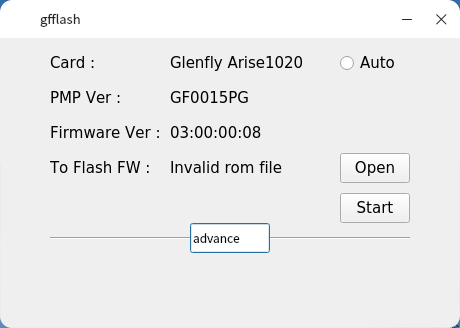 gfflash
Card : Glenfly Arise1020 Auto
PMP Ver : GF0015PG
Firmware Ver : 03:00:00:08
To Flash FW : Invalid rom file Open
Start
advance